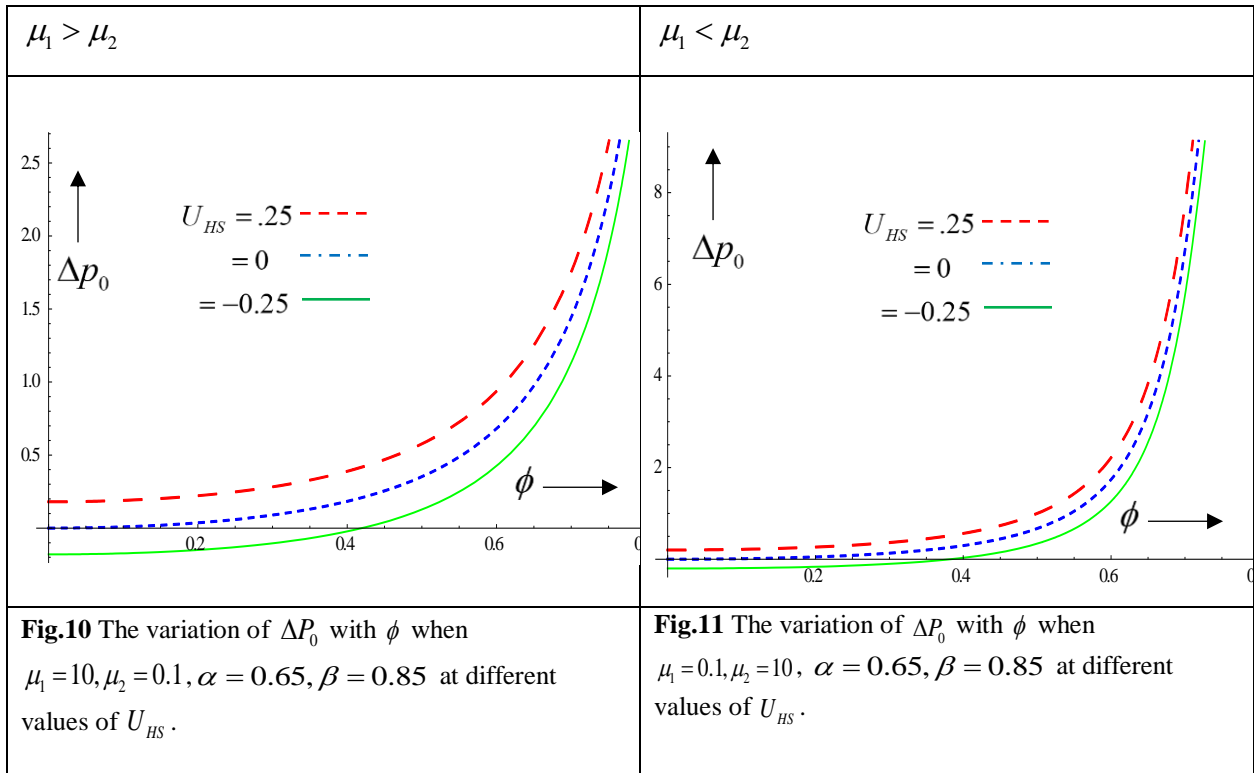 μ₁ > μ₂
μ₁ < μ₂
2.5
2.0
1.5
1.0
0.5
0.2
0.4
0.6
0
Δp₀
U_HS = .25
= 0
= −0.25
ϕ
8
6
4
2
0.2
0.4
0.6
0
Δp₀
U_HS = .25
= 0
= −0.25
ϕ
Fig.10 The variation of ΔP₀ with ϕ when
μ₁ = 10, μ₂ = 0.1, α = 0.65, β = 0.85 at different
values of U_HS .
Fig.11 The variation of ΔP₀ with ϕ when
μ₁ = 0.1, μ₂ = 10, α = 0.65, β = 0.85 at different
values of U_HS .